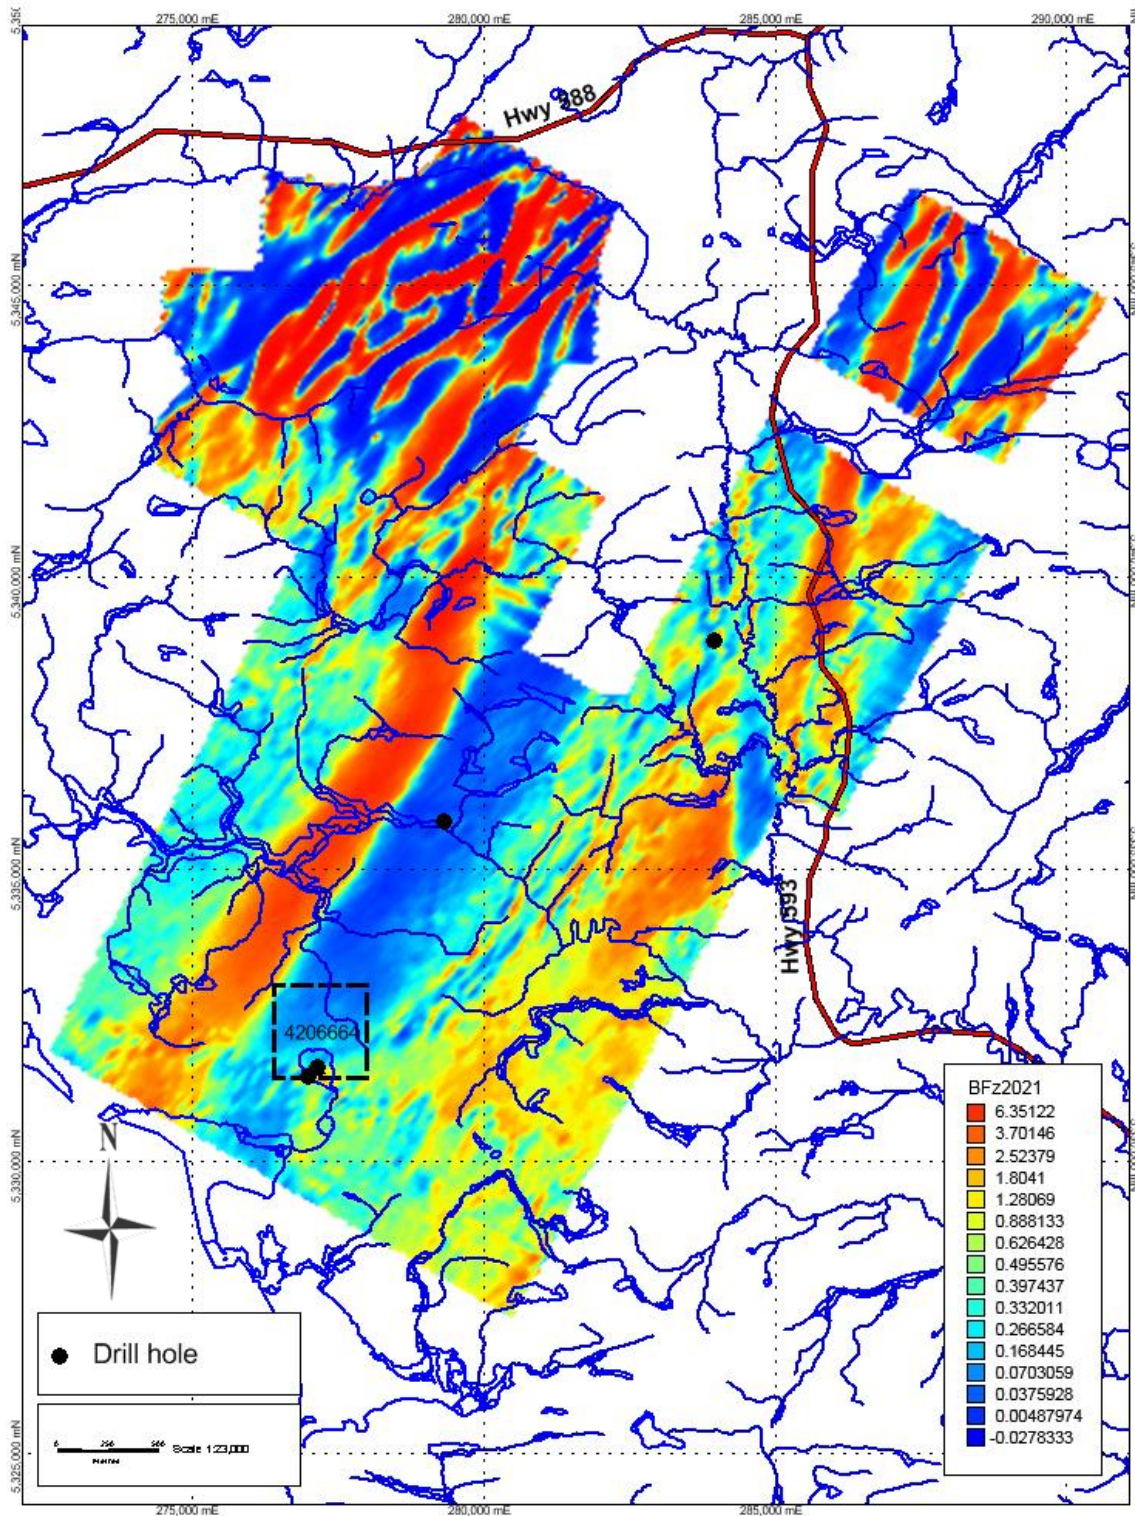 275,000 mE
280,000 mE
285,000 mE
290,000 mE
Hwy 588
5,345,000 mN
5,340,000 mN
5,335,000 mN
Hwy 593
4206664
5,330,000 mN
N
BFz2021
6.35122
3.70146
2.52379
1.8041
1.28069
0.888133
0.626428
0.495576
0.397437
0.332011
0.266584
0.168445
0.0703059
0.0375928
0.00487974
-0.0278333
Drill hole
Scale 1:23,000
5,325,000 mN
275,000 mE
280,000 mE
285,000 mE